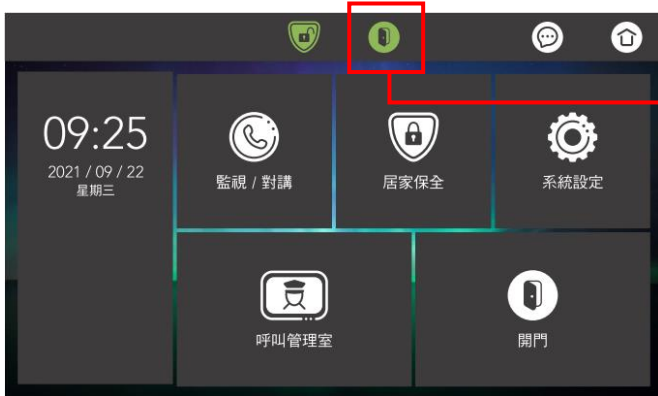 09:25
2021 / 09 / 22
星期三
監視 / 對講
居家保全
系統設定
呼叫管理室
開門